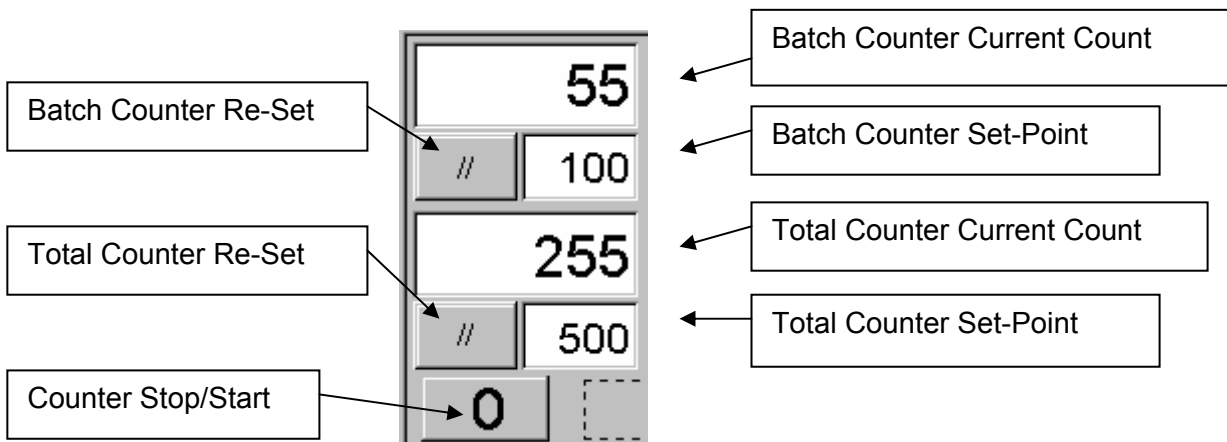 Batch Counter Current Count
55
Batch Counter Re-Set
Batch Counter Set-Point
// 100
Total Counter Current Count
255
Total Counter Re-Set
Total Counter Set-Point
// 500
Counter Stop/Start
0